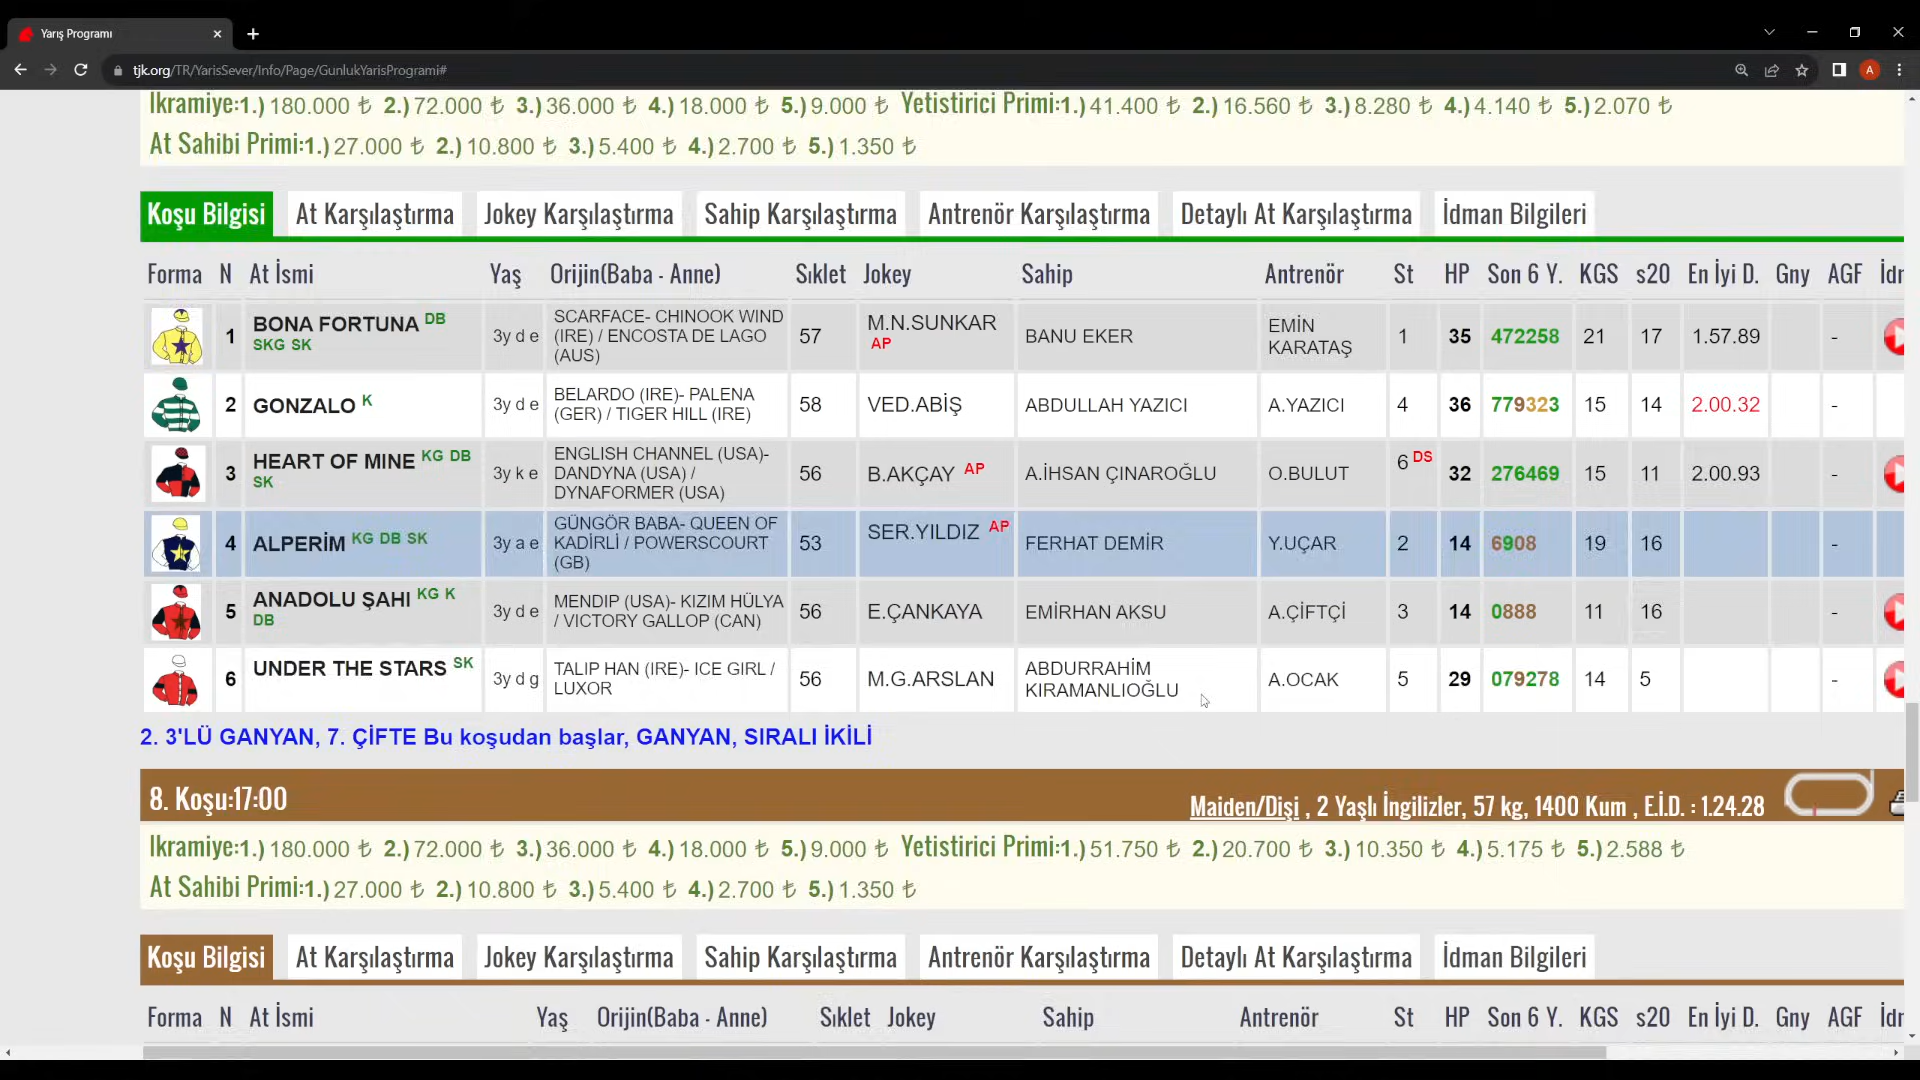 Yarış Programı
tjk.org/TR/YarisSever/Info/Page/GunlukYarisProgrami#
A
İkramiye:1.) 180.000 ₺ 2.) 72.000 ₺ 3.) 36.000 ₺ 4.) 18.000 ₺ 5.) 9.000 ₺ Yetistirici Primi:1.) 41.400 ₺ 2.) 16.560 ₺ 3.) 8.280 ₺ 4.) 4.140 ₺ 5.) 2.070 ₺
At Sahibi Primi:1.) 27.000 ₺ 2.) 10.800 ₺ 3.) 5.400 ₺ 4.) 2.700 ₺ 5.) 1.350 ₺
Koşu Bilgisi At Karşılaştırma Jokey Karşılaştırma Sahip Karşılaştırma Antrenör Karşılaştırma Detaylı At Karşılaştırma İdman Bilgileri
Forma N At İsmi Yaş Orijin(Baba - Anne) Sıklet Jokey Sahip Antrenör St HP Son 6 Y. KGS s20 En İyi D. Gny AGF
1 BONA FORTUNA DB SKG SK 3y d e SCARFACE- CHINOOK WIND (IRE) / ENCOSTA DE LAGO (AUS) 57 M.N.SUNKAR AP BANU EKER EMİN KARATAŞ 1 35 472258 21 17 1.57.89 -
2 GONZALO K 3y d e BELARDO (IRE)- PALENA (GER) / TIGER HILL (IRE) 58 VED.ABİŞ ABDULLAH YAZICI A.YAZICI 4 36 779323 15 14 2.00.32 -
3 HEART OF MINE KG DB SK 3y k e ENGLISH CHANNEL (USA)- DANDYNA (USA) / DYNAFORMER (USA) 56 B.AKÇAY AP A.İHSAN ÇINAROĞLU O.BULUT 6 DS 32 276469 15 11 2.00.93 -
4 ALPERİM KG DB SK 3y a e GÜNGÖR BABA- QUEEN OF KADİRLİ / POWERSCOURT (GB) 53 SER.YILDIZ AP FERHAT DEMİR Y.UÇAR 2 14 6908 19 16 -
5 ANADOLU ŞAHI KG K DB 3y d e MENDIP (USA)- KIZIM HÜLYA / VICTORY GALLOP (CAN) 56 E.ÇANKAYA EMİRHAN AKSU A.ÇİFTÇİ 3 14 0888 11 16 -
6 UNDER THE STARS SK 3y d g TALIP HAN (IRE)- ICE GIRL / LUXOR 56 M.G.ARSLAN ABDURRAHİM KIRAMANLIOĞLU A.OCAK 5 29 079278 14 5 -
2. 3'LÜ GANYAN, 7. ÇİFTE Bu koşudan başlar, GANYAN, SIRALI İKİLİ
8. Koşu:17:00 Maiden/Dişi , 2 Yaşlı İngilizler, 57 kg, 1400 Kum , E.İ.D. : 1.24.28
İkramiye:1.) 180.000 ₺ 2.) 72.000 ₺ 3.) 36.000 ₺ 4.) 18.000 ₺ 5.) 9.000 ₺ Yetistirici Primi:1.) 51.750 ₺ 2.) 20.700 ₺ 3.) 10.350 ₺ 4.) 5.175 ₺ 5.) 2.588 ₺
At Sahibi Primi:1.) 27.000 ₺ 2.) 10.800 ₺ 3.) 5.400 ₺ 4.) 2.700 ₺ 5.) 1.350 ₺
Koşu Bilgisi At Karşılaştırma Jokey Karşılaştırma Sahip Karşılaştırma Antrenör Karşılaştırma Detaylı At Karşılaştırma İdman Bilgileri
Forma N At İsmi Yaş Orijin(Baba - Anne) Sıklet Jokey Sahip Antrenör St HP Son 6 Y. KGS s20 En İyi D. Gny AGF